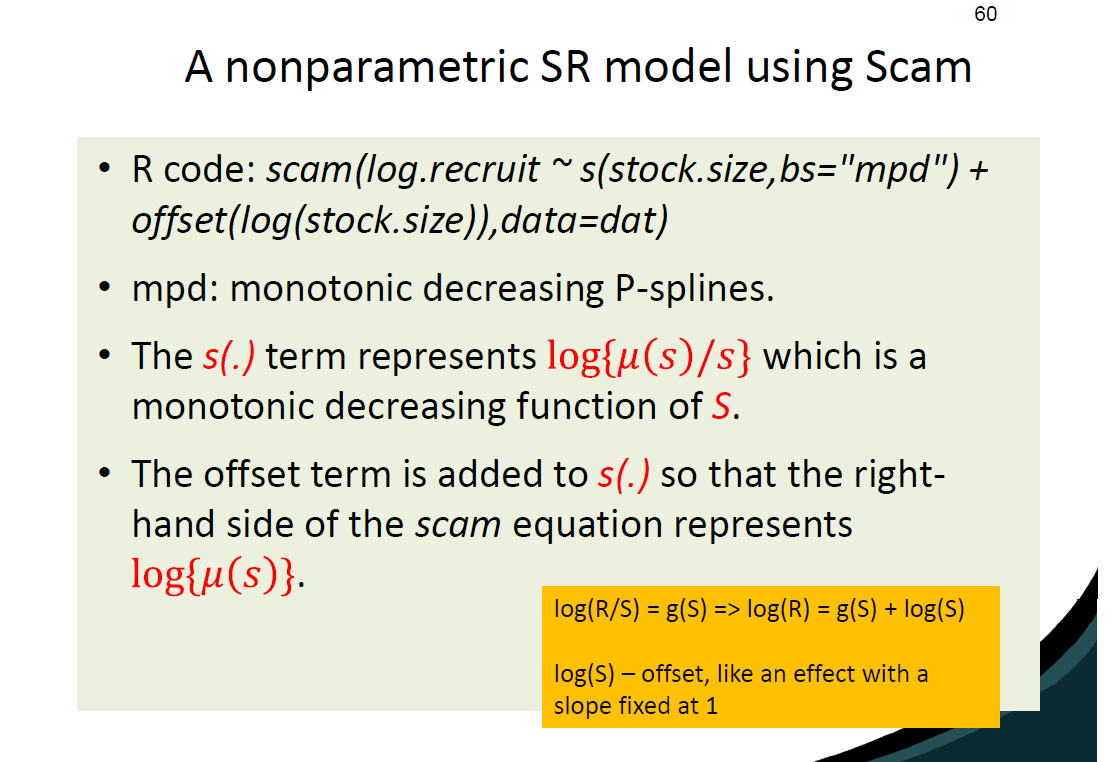 60
A nonparametric SR model using Scam
• R code: scam(log.recruit ~ s(stock.size,bs="mpd") +
offset(log(stock.size)),data=dat)
• mpd: monotonic decreasing P-splines.
• The s(.) term represents log{μ(s)/s} which is a
monotonic decreasing function of S.
• The offset term is added to s(.) so that the right-
hand side of the scam equation represents
log{μ(s)}.
log(R/S) = g(S) => log(R) = g(S) + log(S)
log(S) – offset, like an effect with a
slope fixed at 1